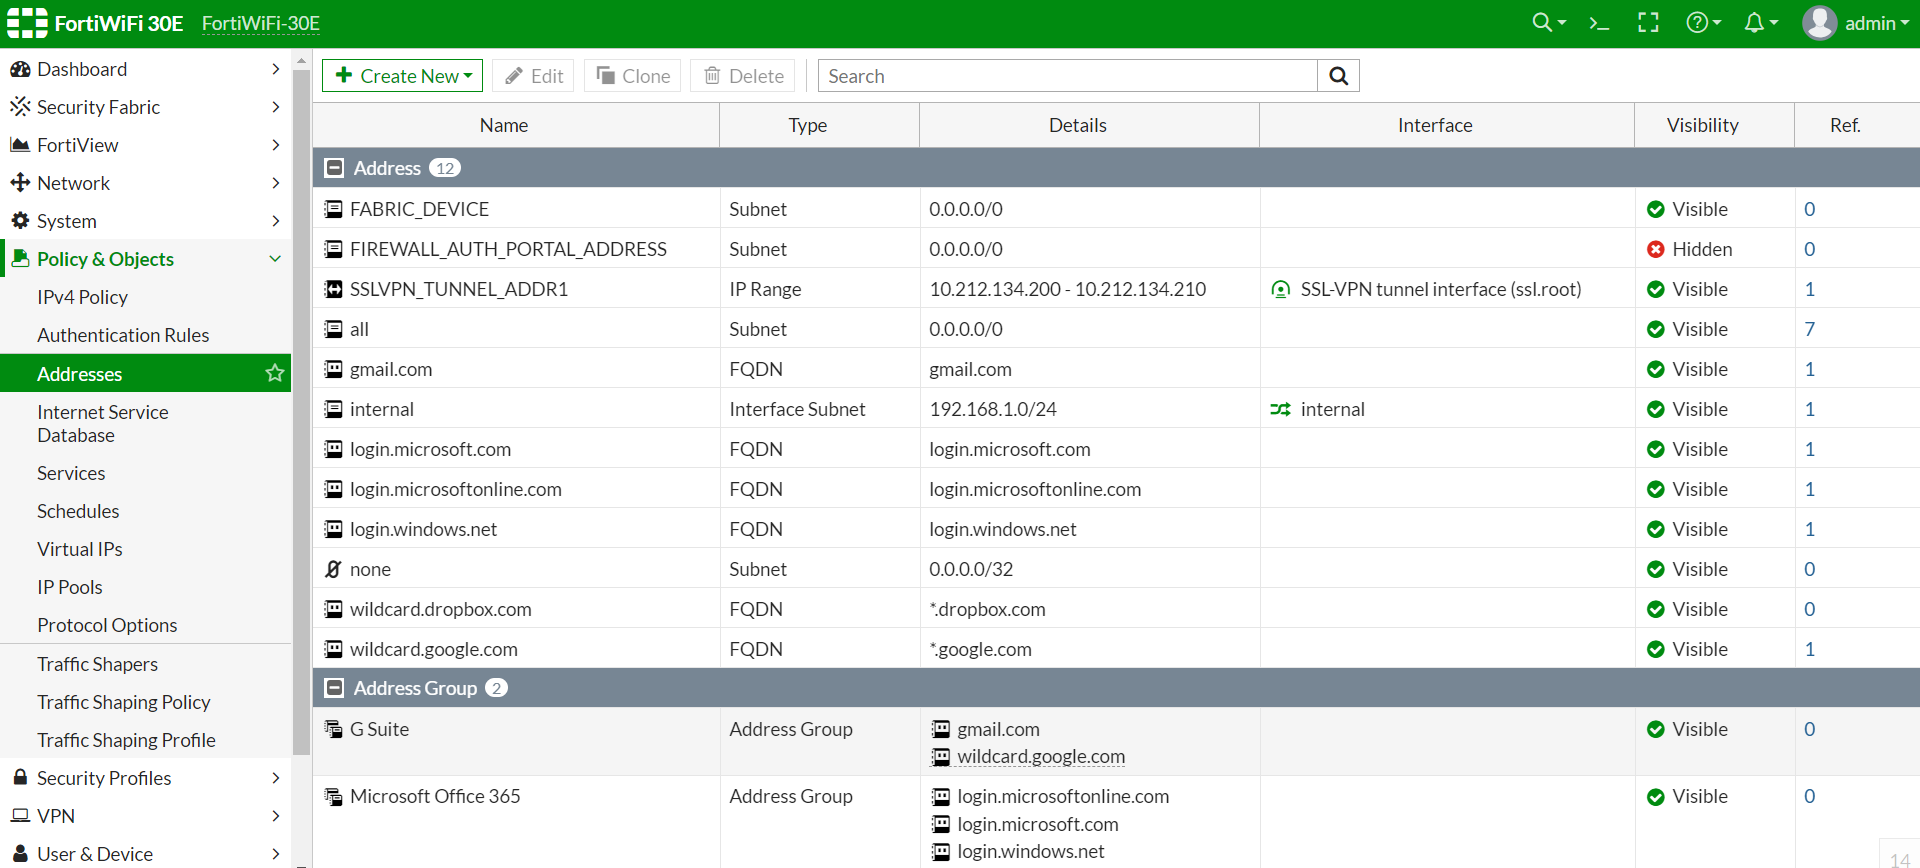 FortiWiFi 30E FortiWiFi-30E admin
Dashboard
Security Fabric
FortiView
Network
System
Policy & Objects
IPv4 Policy
Authentication Rules
Addresses
Internet Service
Database
Services
Schedules
Virtual IPs
IP Pools
Protocol Options
Traffic Shapers
Traffic Shaping Policy
Traffic Shaping Profile
Security Profiles
VPN
User & Device
Create New Edit Clone Delete Search
Name Type Details Interface Visibility Ref.
Address 12
FABRIC_DEVICE Subnet 0.0.0.0/0 Visible 0
FIREWALL_AUTH_PORTAL_ADDRESS Subnet 0.0.0.0/0 Hidden 0
SSLVPN_TUNNEL_ADDR1 IP Range 10.212.134.200 - 10.212.134.210 SSL-VPN tunnel interface (ssl.root) Visible 1
all Subnet 0.0.0.0/0 Visible 7
gmail.com FQDN gmail.com Visible 1
internal Interface Subnet 192.168.1.0/24 internal Visible 1
login.microsoft.com FQDN login.microsoft.com Visible 1
login.microsoftonline.com FQDN login.microsoftonline.com Visible 1
login.windows.net FQDN login.windows.net Visible 1
none Subnet 0.0.0.0/32 Visible 0
wildcard.dropbox.com FQDN *.dropbox.com Visible 0
wildcard.google.com FQDN *.google.com Visible 1
Address Group 2
G Suite Address Group gmail.com Visible 0
wildcard.google.com
Microsoft Office 365 Address Group login.microsoftonline.com Visible 0
login.microsoft.com
login.windows.net
14